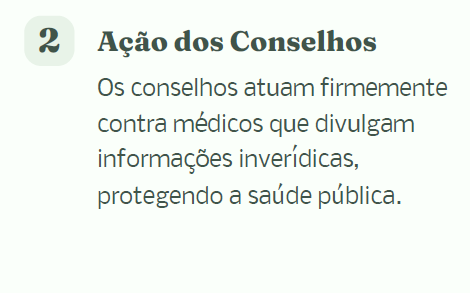 2 Ação dos Conselhos
Os conselhos atuam firmemente
contra médicos que divulgam
informações inverídicas,
protegendo a saúde pública.